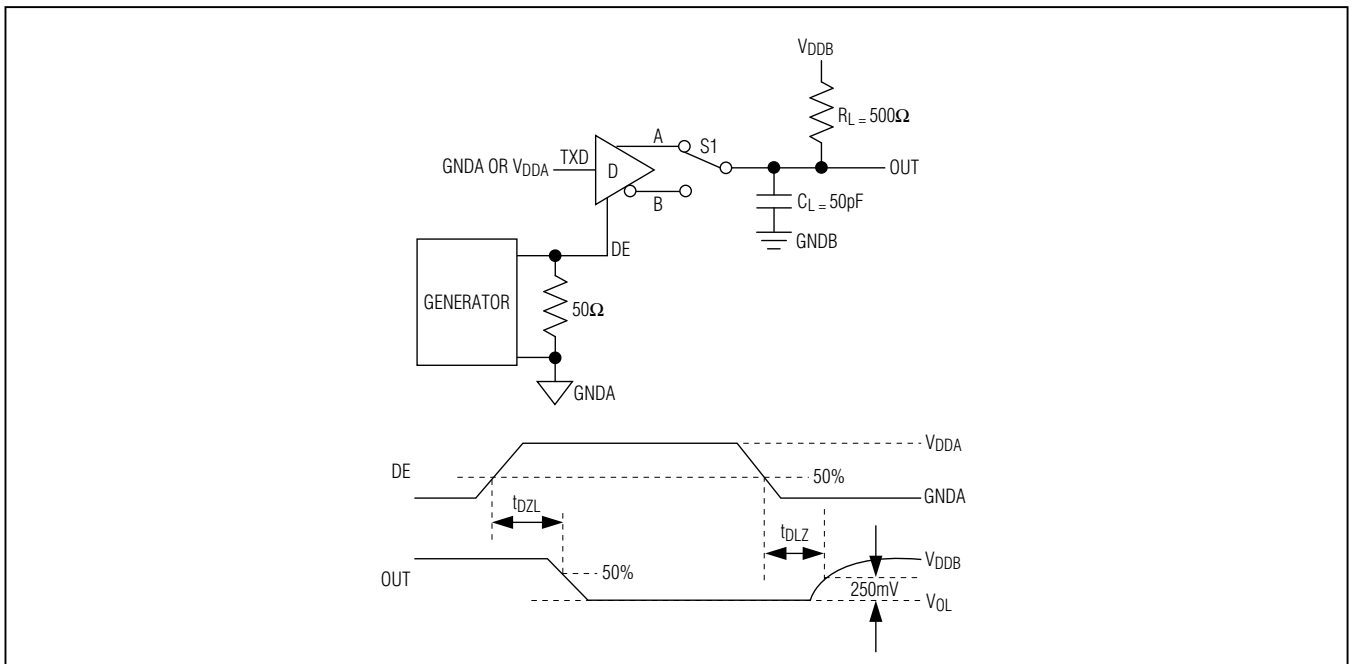 VDDB
RL = 500Ω
A
S1
GNDA OR VDDA
TXD
D
OUT
B
CL = 50pF
GNDB
DE
GENERATOR
50Ω
GNDA
VDDA
DE
50%
GNDA
tDZL
tDLZ
VDDB
OUT
50%
250mV
VOL